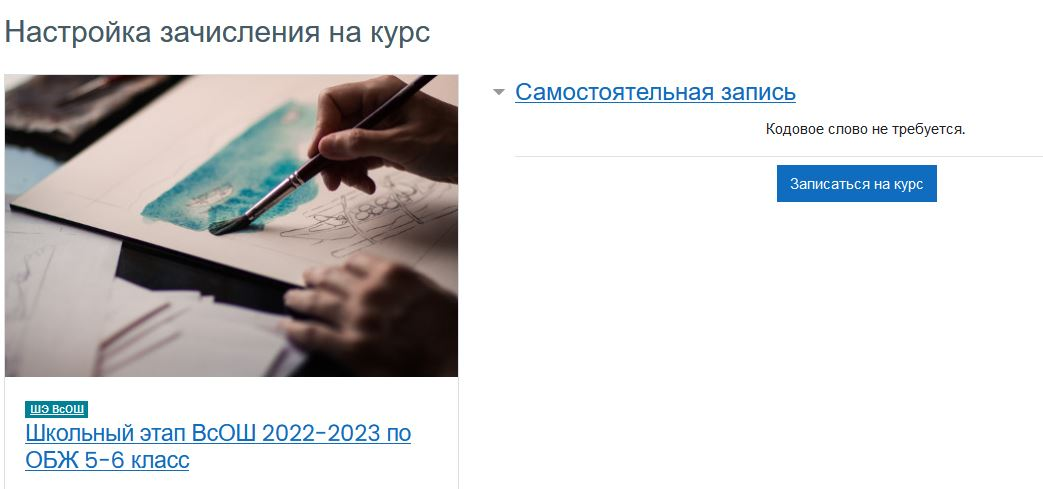 Настройка зачисления на курс
Самостоятельная запись
Кодовое слово не требуется.
Записаться на курс
ШЭ ВсОШ
Школьный этап ВсОШ 2022-2023 по
ОБЖ 5-6 класс